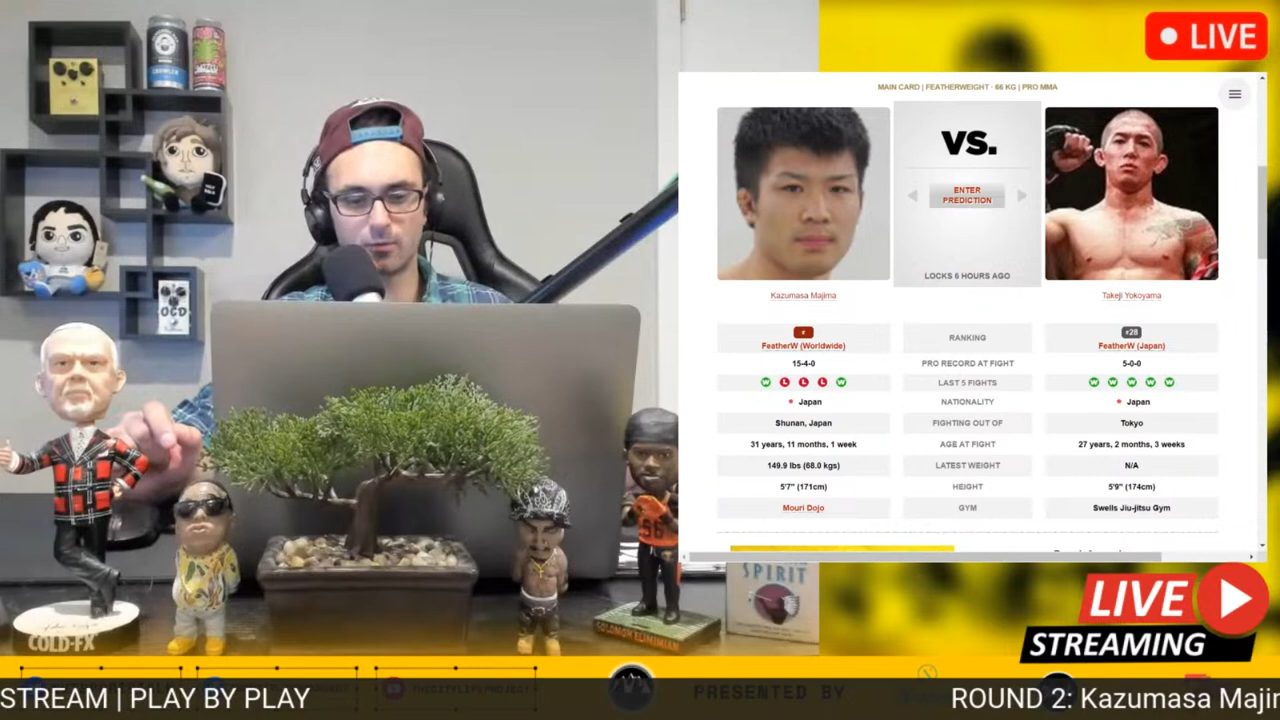 LIVE
MAIN CARD | FEATHERWEIGHT · 66 KG | PRO MMA
VS.
ENTER
PREDICTION
LOCKS 6 HOURS AGO
Kazumasa Majima
Takeji Yokoyama
FeatherW (Worldwide)
RANKING
#28
FeatherW (Japan)
15-4-0
PRO RECORD AT FIGHT
5-0-0
W L L L W
LAST 5 FIGHTS
W W W W W
Japan
NATIONALITY
Japan
Shunan, Japan
FIGHTING OUT OF
Tokyo
31 years, 11 months, 1 week
AGE AT FIGHT
27 years, 2 months, 3 weeks
149.9 lbs (68.0 kgs)
LATEST WEIGHT
N/A
5'7" (171cm)
HEIGHT
5'9" (174cm)
Mouri Dojo
GYM
Swells Jiu-jitsu Gym
OCD
COLD-FX
SOLOMON ELIMIMIAN
SPIRIT
LIVE
STREAMING
PRESENTED BY
STREAM | PLAY BY PLAY
ROUND 2: Kazumasa Majir